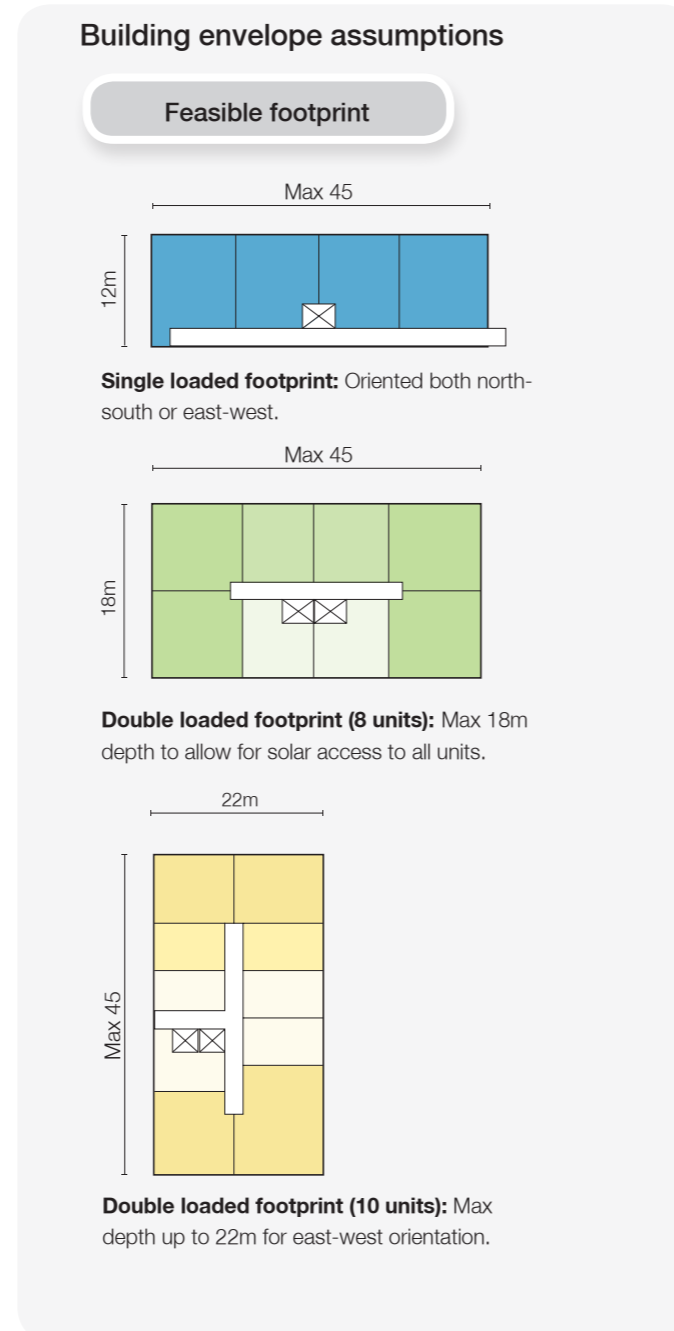 Building envelope assumptions
Feasible footprint
Max 45
12m
Single loaded footprint: Oriented both north-
south or east-west.
Max 45
18m
Double loaded footprint (8 units): Max 18m
depth to allow for solar access to all units.
22m
Max 45
Double loaded footprint (10 units): Max
depth up to 22m for east-west orientation.